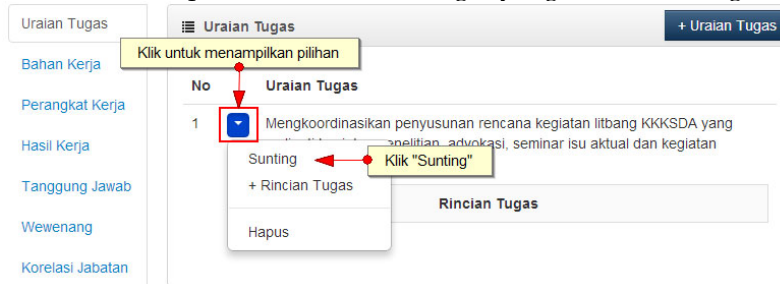 Uraian Tugas
Bahan Kerja
Perangkat Kerja
Hasil Kerja
Tanggung Jawab
Wewenang
Korelasi Jabatan
Uraian Tugas
+ Uraian Tugas
Klik untuk menampilkan pilihan
No Uraian Tugas
1 Mengkoordinasikan penyusunan rencana kegiatan litbang KKKSDA yang
penelitian, advokasi, seminar isu aktual dan kegiatan
Sunting
Klik "Sunting"
+ Rincian Tugas
Hapus
Rincian Tugas